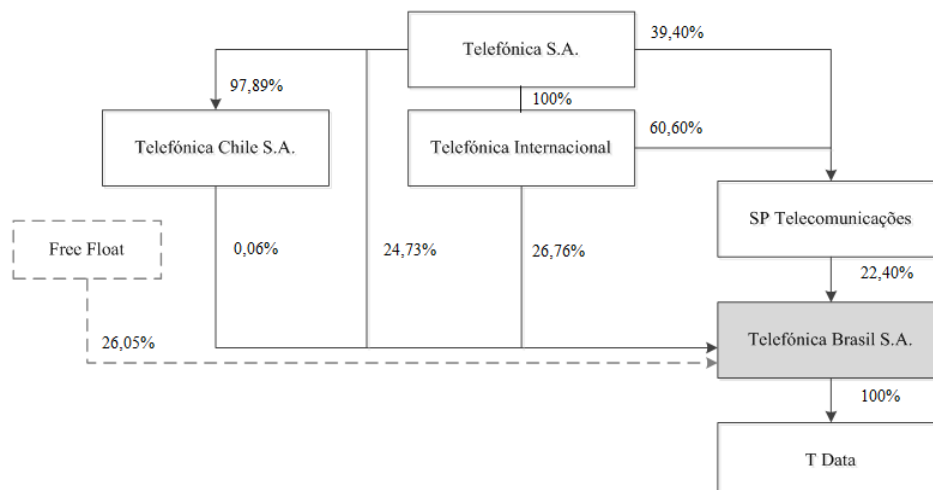 Telefónica S.A.
39,40%
97,89%
100%
Telefónica Chile S.A.
Telefónica Internacional
60,60%
SP Telecomunicações
Free Float
0,06%
24,73%
26,76%
22,40%
26,05%
Telefónica Brasil S.A.
100%
T Data